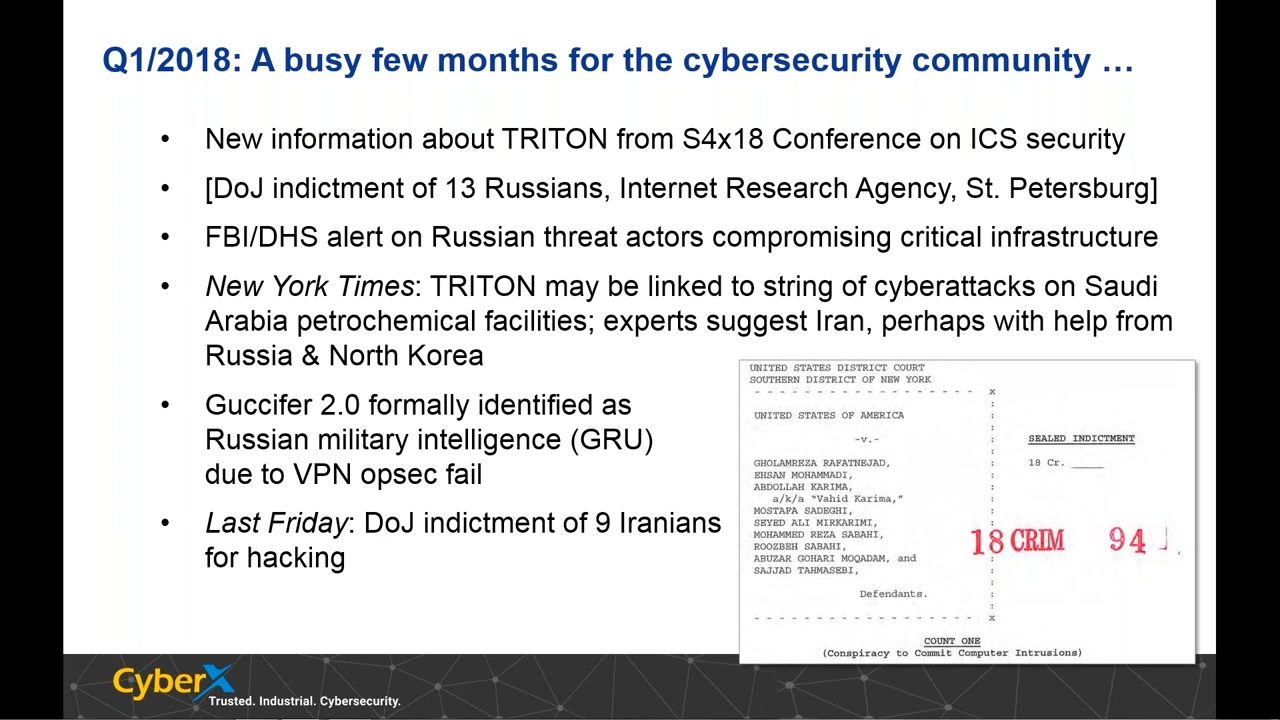 Q1/2018: A busy few months for the cybersecurity community …
• New information about TRITON from S4x18 Conference on ICS security
• [DoJ indictment of 13 Russians, Internet Research Agency, St. Petersburg]
• FBI/DHS alert on Russian threat actors compromising critical infrastructure
• New York Times: TRITON may be linked to string of cyberattacks on Saudi
Arabia petrochemical facilities; experts suggest Iran, perhaps with help from
Russia & North Korea
• Guccifer 2.0 formally identified as
Russian military intelligence (GRU)
due to VPN opsec fail
• Last Friday: DoJ indictment of 9 Iranians
for hacking
UNITED STATES DISTRICT COURT
SOUTHERN DISTRICT OF NEW YORK
UNITED STATES OF AMERICA
-v.-
GHOLAMREZA RAFATNEJAD,
EHSAN MOHAMMADI,
ABDOLLAH KARIMA,
a/k/a "Vahid Karima,"
MOSTAFA SADEGHI,
SEYED ALI MIRKARIMI,
MOHAMMED REZA SABAHI,
ROOZBEH SABAHI,
ABUZAR GOHARI MOQADAM, and
SAJJAD TAHMASEBI,
Defendants.
SEALED INDICTMENT
18 Cr. _____
18 CRIM 94
COUNT ONE
(Conspiracy to Commit Computer Intrusions)
CyberX
Trusted. Industrial. Cybersecurity.